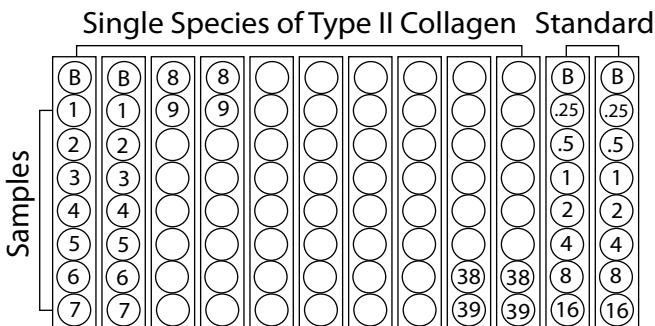 Single Species of Type II Collagen Standard
B B 8 8 B B
1 1 9 9 .25 .25
2 2 .5 .5
3 3 1 1
4 4 2 2
5 5 4 4
6 6 38 38 8 8
7 7 39 39 16 16
Samples